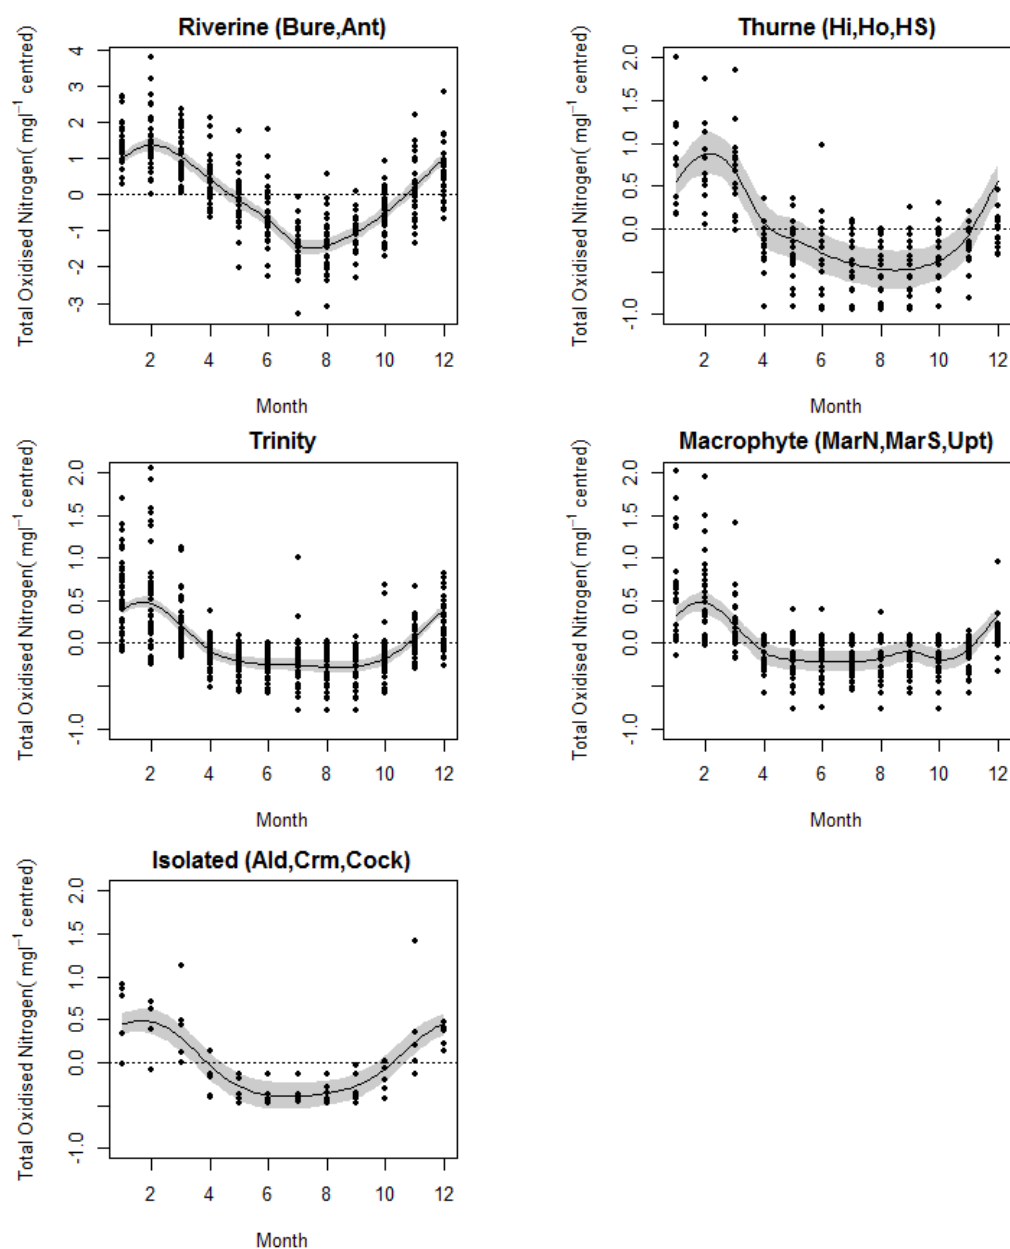 Riverine (Bure,Ant)
Total Oxidised Nitrogen( mgl⁻¹ centred)
4
3
2
1
0
-1
-2
-3
2 4 6 8 10 12
Month
Thurne (Hi,Ho,HS)
Total Oxidised Nitrogen( mgl⁻¹ centred)
2.0
1.5
1.0
0.5
0.0
-1.0
2 4 6 8 10 12
Month
Trinity
Total Oxidised Nitrogen( mgl⁻¹ centred)
2.0
1.5
1.0
0.5
0.0
-1.0
2 4 6 8 10 12
Month
Macrophyte (MarN,MarS,Upt)
Total Oxidised Nitrogen( mgl⁻¹ centred)
2.0
1.5
1.0
0.5
0.0
-1.0
2 4 6 8 10 12
Month
Isolated (Ald,Crm,Cock)
Total Oxidised Nitrogen( mgl⁻¹ centred)
2.0
1.5
1.0
0.5
0.0
-1.0
2 4 6 8 10 12
Month